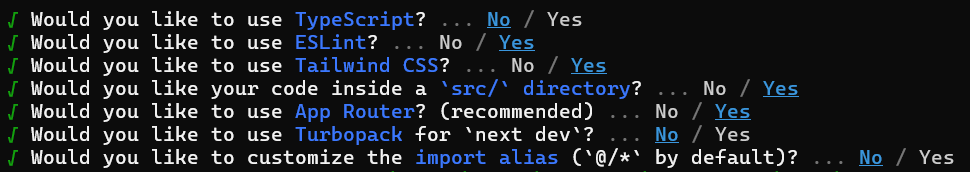 √ Would you like to use TypeScript? ... No / Yes
√ Would you like to use ESLint? ... No / Yes
√ Would you like to use Tailwind CSS? ... No / Yes
√ Would you like your code inside a `src/` directory? ... No / Yes
√ Would you like to use App Router? (recommended) ... No / Yes
√ Would you like to use Turbopack for `next dev`? ... No / Yes
√ Would you like to customize the import alias (`@/*` by default)? ... No / Yes